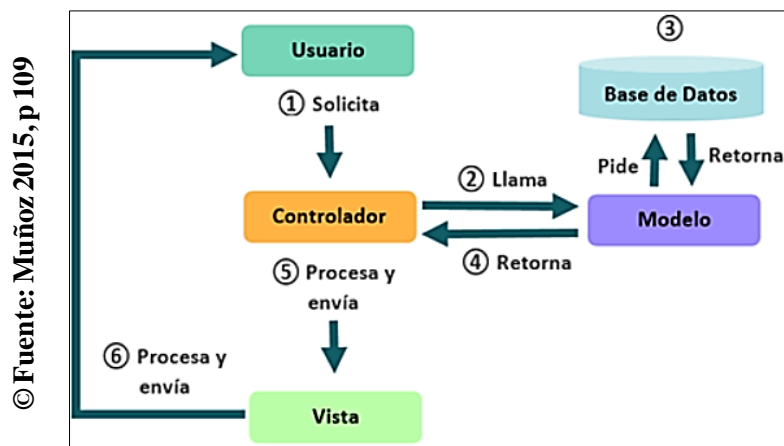 © Fuente: Muñoz 2015, p 109
Usuario
① Solicita
Controlador
② Llama
④ Retorna
③
Base de Datos
Pide
Retorna
Modelo
⑤ Procesa y
envía
⑥ Procesa y
envía
Vista